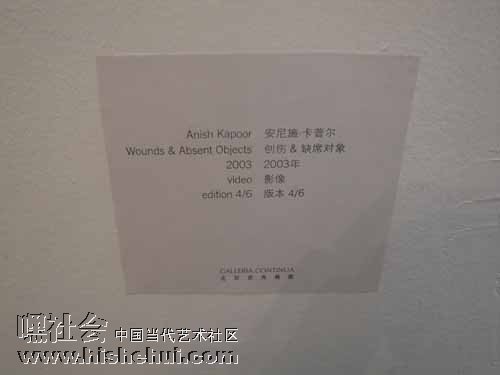 Anish Kapoor 安尼施·卡普尔
Wounds & Absent Objects 创伤 & 缺席对象
2003 2003年
video 影像
edition 4/6 版本 4/6
GALLERIA CONTINUA
嘿社会 中国当代艺术社区
www.hishehui.com